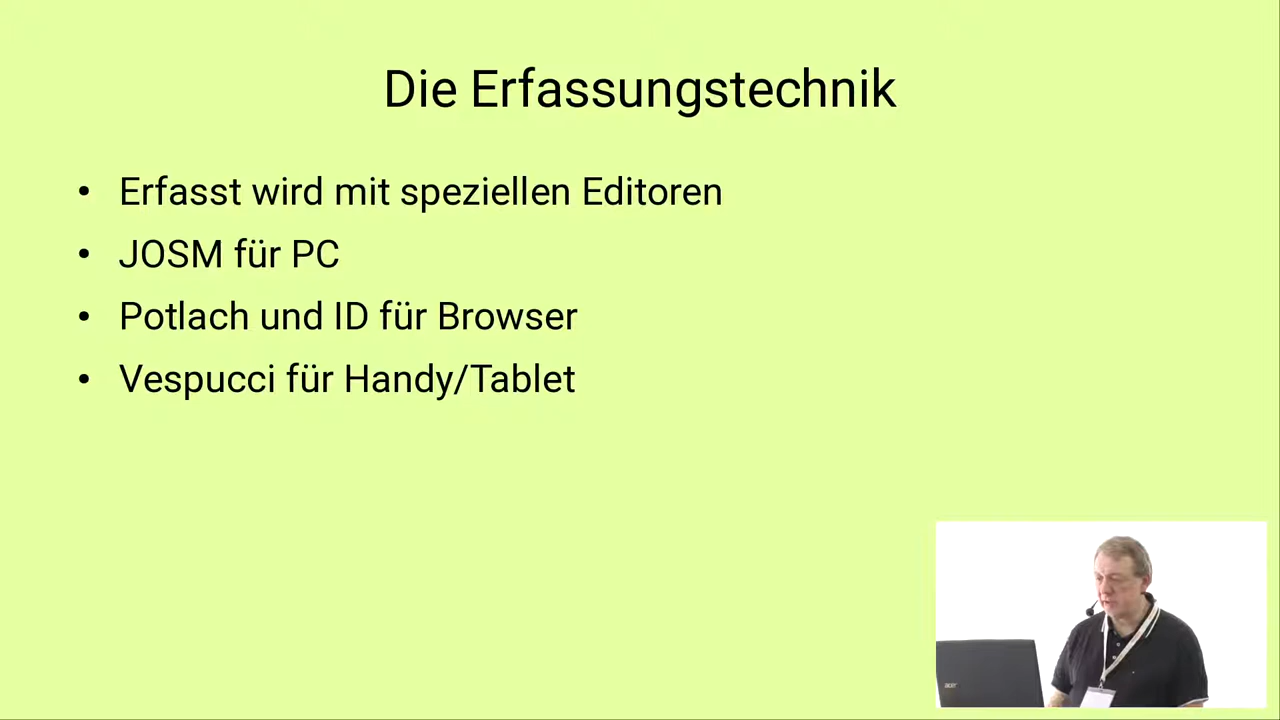 Die Erfassungstechnik
• Erfasst wird mit speziellen Editoren
• JOSM für PC
• Potlach und ID für Browser
• Vespucci für Handy/Tablet
acer